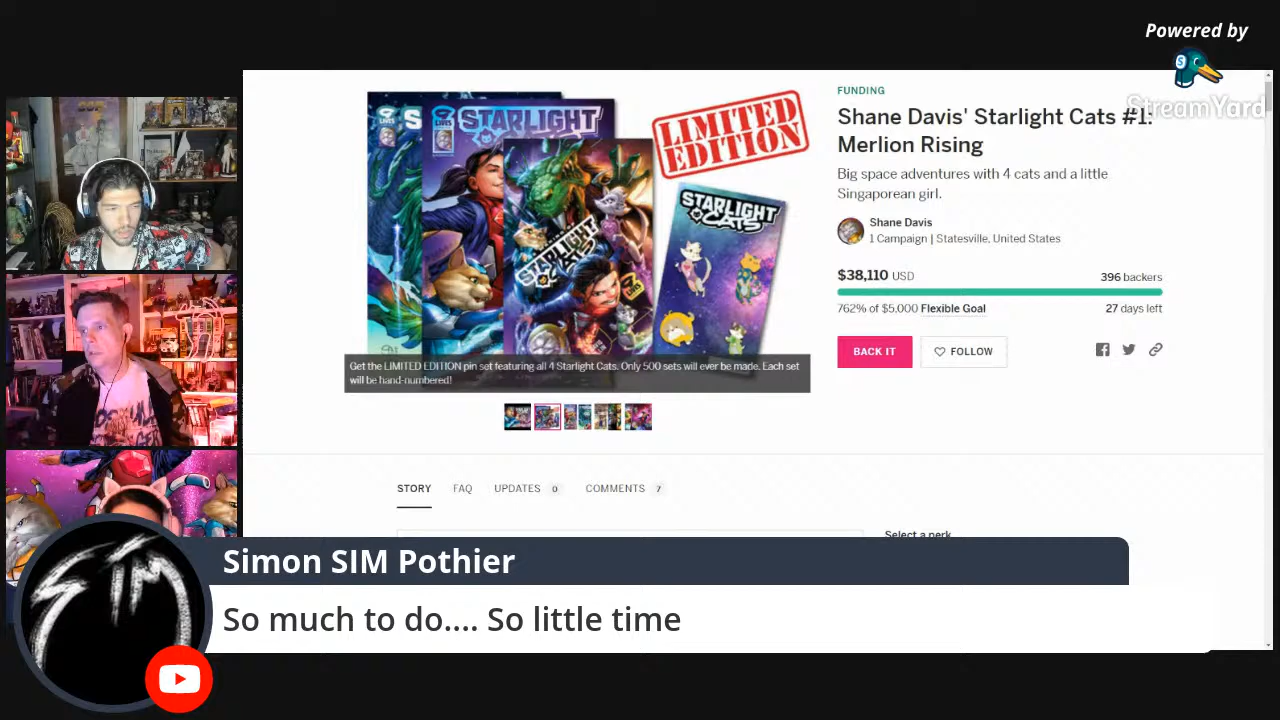 Powered by
StreamYard
STARLIGHT
LIMITED
EDITION
STARLIGHT
CATS
STARLIGHT
CATS
FUNDING
Shane Davis' Starlight Cats #1:
Merlion Rising
Big space adventures with 4 cats and a little
Singaporean girl.
Shane Davis
1 Campaign | Statesville, United States
$38,110 USD
396 backers
762% of $5,000 Flexible Goal
27 days left
BACK IT
FOLLOW
Get the LIMITED EDITION pin set featuring all 4 Starlight Cats. Only 500 sets will ever be made. Each set
will be hand-numbered!
STORY
FAQ
UPDATES 0
COMMENTS 7
Select a perk
SIM
Simon SIM Pothier
So much to do.... So little time